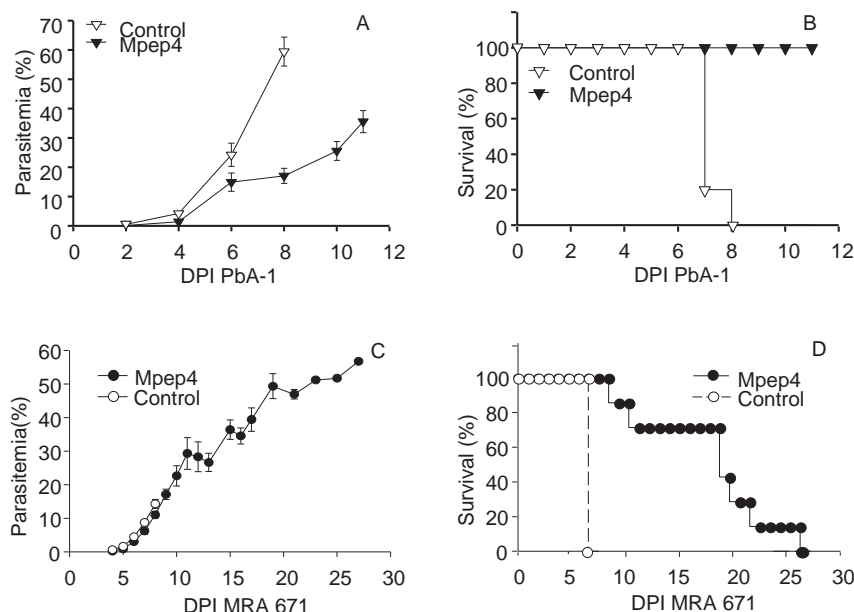 A
Control
Mpep4
Parasitemia (%)
70
60
50
40
30
20
10
0
0 2 4 6 8 10 12
DPI PbA-1
B
Control
Mpep4
Survival (%)
100
80
60
40
20
0
0 2 4 6 8 10 12
DPI PbA-1
C
Mpep4
Control
Parasitemia(%)
60
50
40
30
20
10
0
0 5 10 15 20 25 30
DPI MRA 671
D
Mpep4
Control
Survival (%)
100
80
60
40
20
0
0 5 10 15 20 25 30
DPI MRA 671